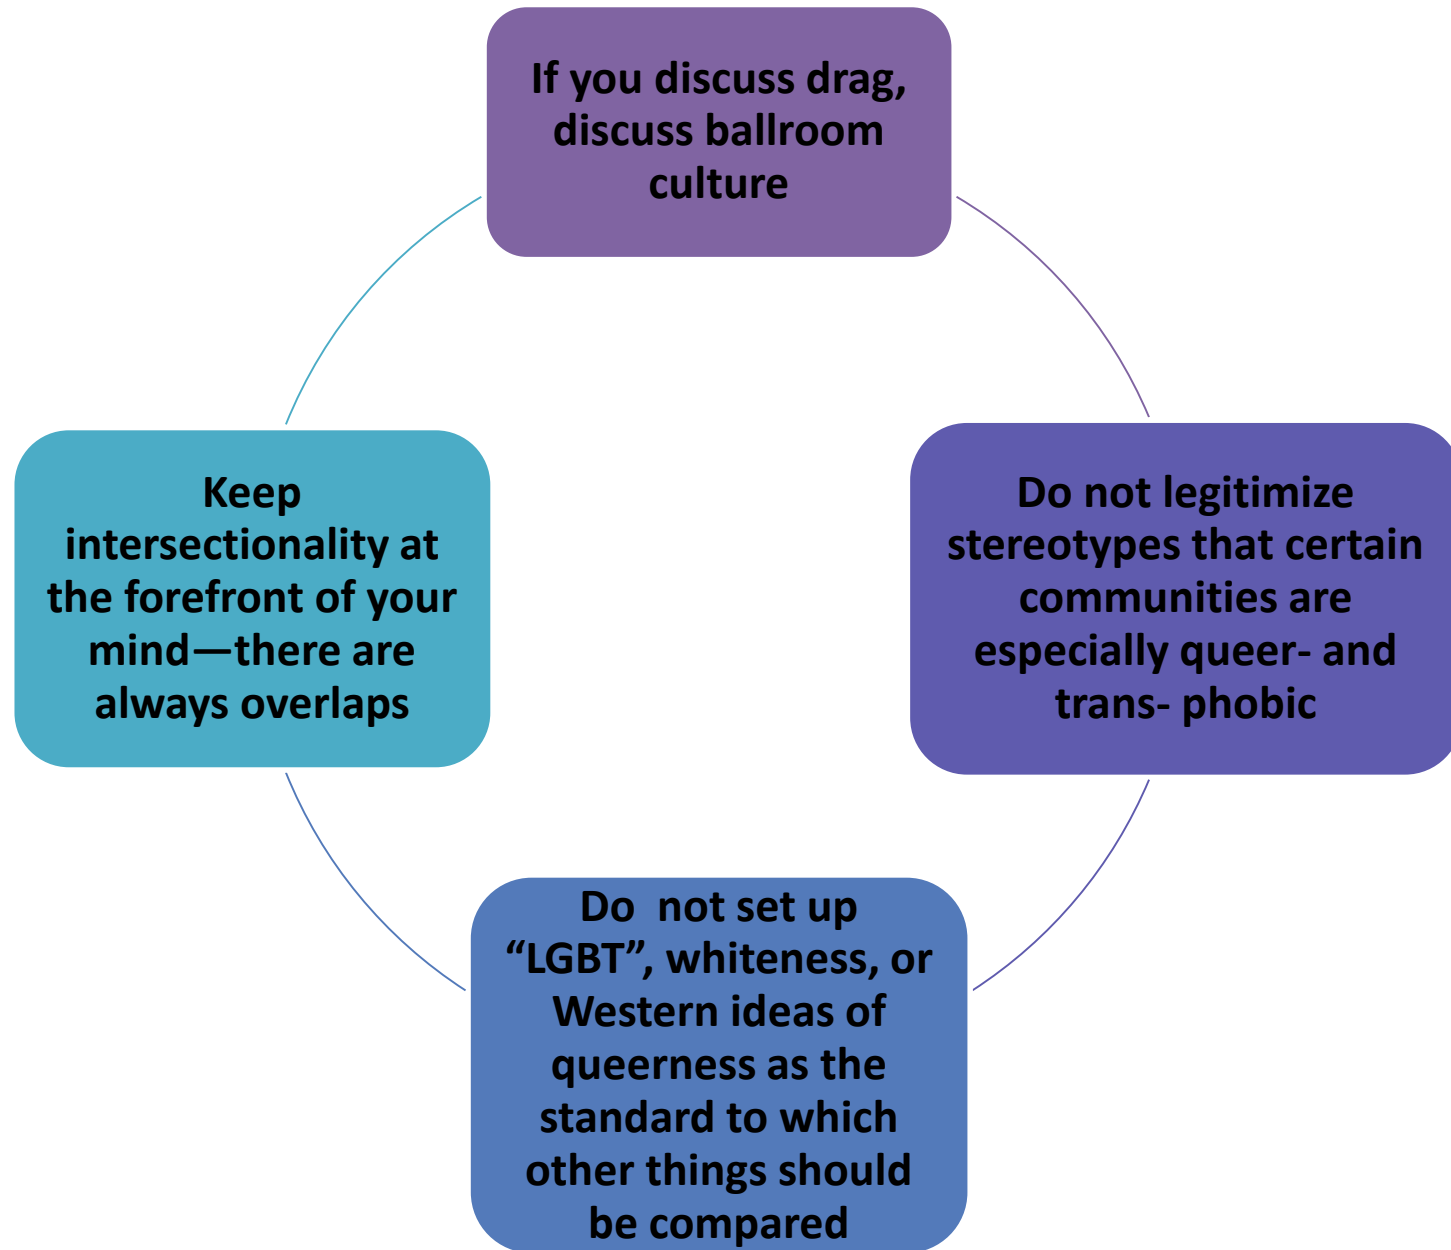 If you discuss drag,
discuss ballroom
culture
Do not legitimize
stereotypes that certain
communities are
especially queer- and
trans- phobic
Do  not set up
“LGBT”, whiteness, or
Western ideas of
queerness as the
standard to which
other things should
be compared
Keep
intersectionality at
the forefront of your
mind—there are
always overlaps